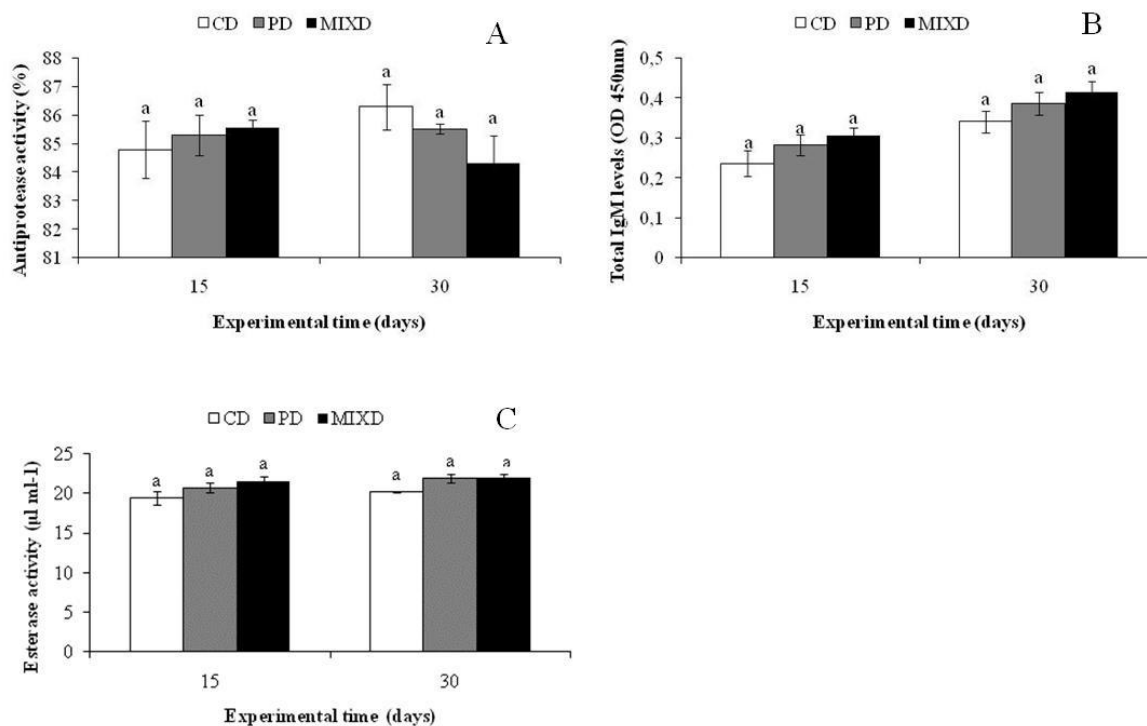 CD PD MIXD
A
Antiprotease activity (%)
88
87
86
85
84
83
82
81
a a a
a a a
15 30
Experimental time (days)
CD PD MIXD
B
Total IgM levels (OD 450nm)
0,5
0,4
0,3
0,2
0,1
0
a a a
a a a
15 30
Experimental time (days)
CD PD MIXD
C
Esterase activity (µl ml-1)
25
20
15
10
5
0
a a a
a a a
15 30
Experimental time (days)